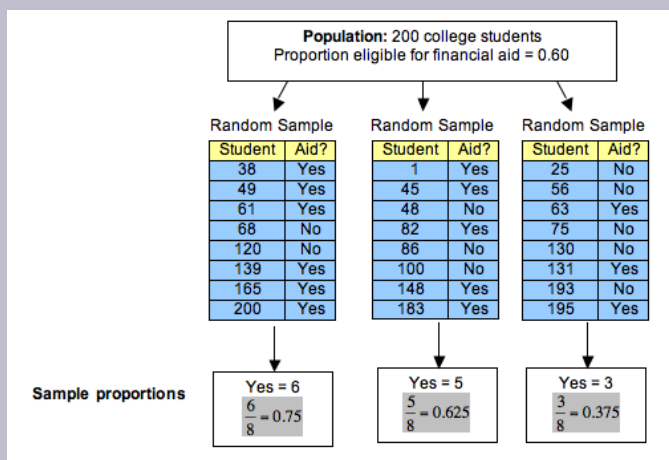 Population: 200 college students
Proportion eligible for financial aid = 0.60
Random Sample Random Sample Random Sample
Student Aid? Student Aid? Student Aid?
38 Yes 1 Yes 25 No
49 Yes 45 Yes 56 No
61 Yes 48 No 63 Yes
68 No 82 Yes 75 No
120 No 86 No 130 No
139 Yes 100 No 131 Yes
165 Yes 148 Yes 193 No
200 Yes 183 Yes 195 Yes
Sample proportions
Yes = 6
6/8 = 0.75
Yes = 5
5/8 = 0.625
Yes = 3
3/8 = 0.375